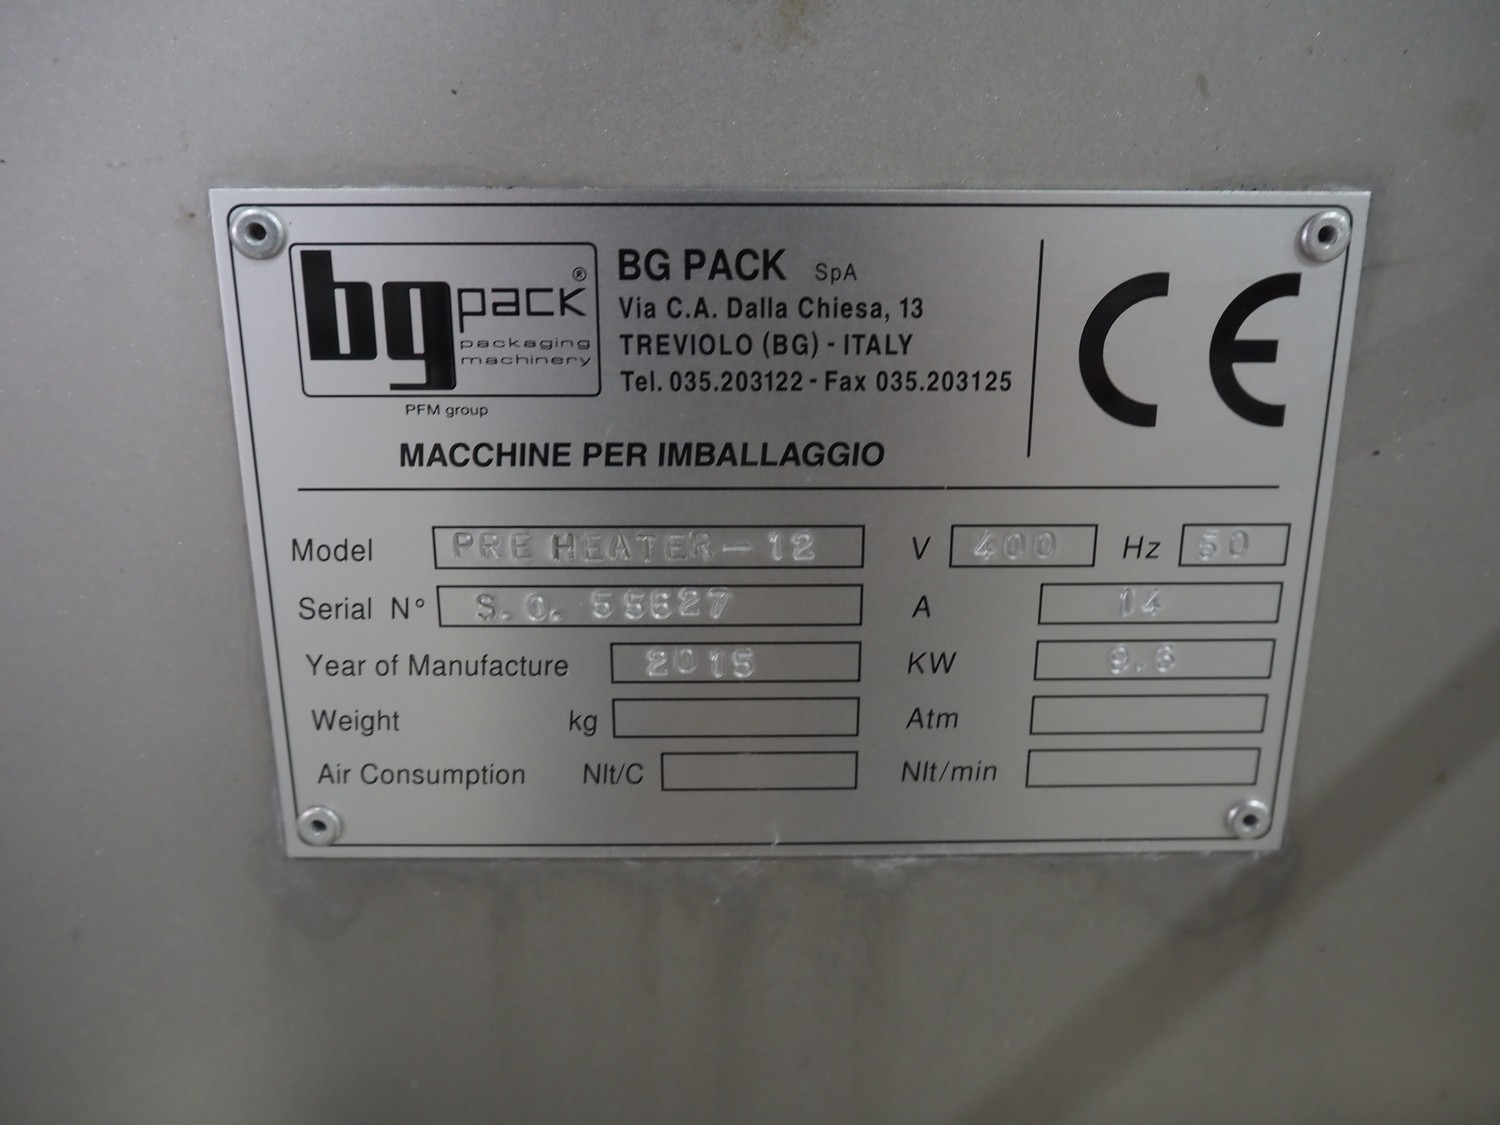 bgpack®
packaging
machinery
PFM group
BG PACK SpA
Via C.A. Dalla Chiesa, 13
TREVIOLO (BG) - ITALY
Tel. 035.203122 - Fax 035.203125
CE
MACCHINE PER IMBALLAGGIO
Model PRE HEATER-12 V 400 Hz 50
Serial N° S.O. 55627 A 14
Year of Manufacture 2015 KW 9.6
Weight kg Atm
Air Consumption Nlt/C Nlt/min